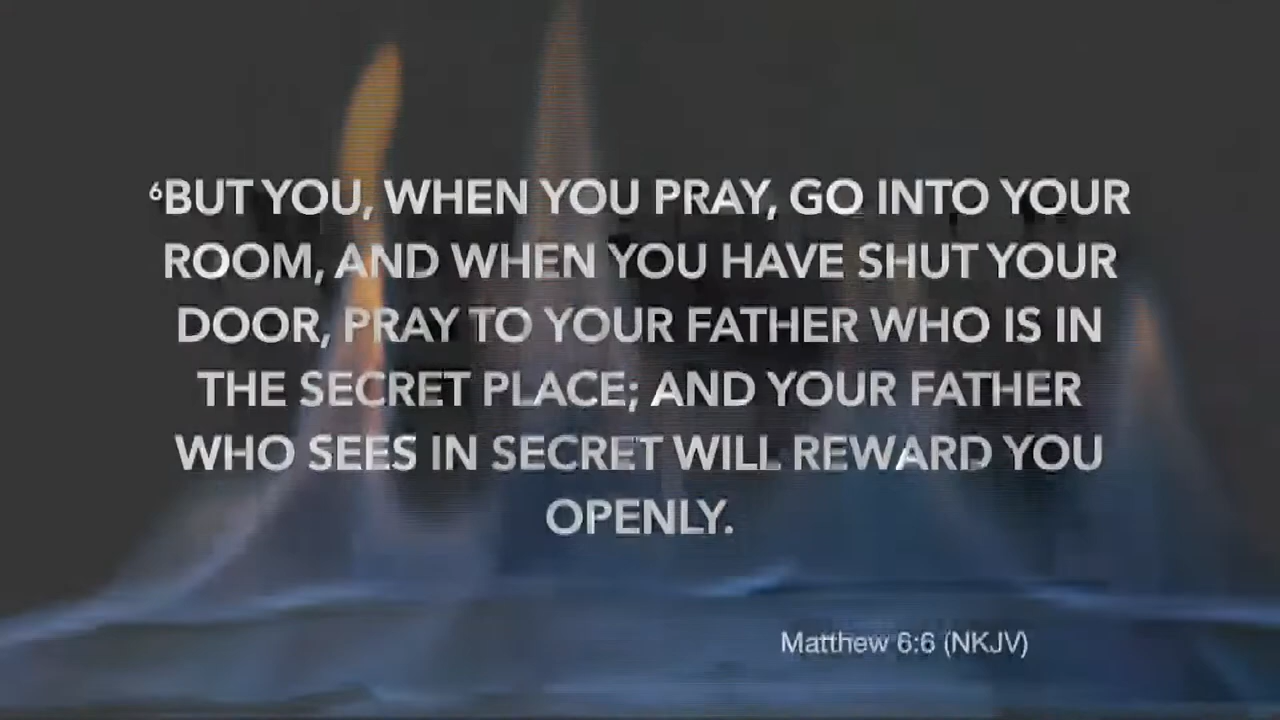 ⁶BUT YOU, WHEN YOU PRAY, GO INTO YOUR
ROOM, AND WHEN YOU HAVE SHUT YOUR
DOOR, PRAY TO YOUR FATHER WHO IS IN
THE SECRET PLACE; AND YOUR FATHER
WHO SEES IN SECRET WILL REWARD YOU
OPENLY.
Matthew 6:6 (NKJV)